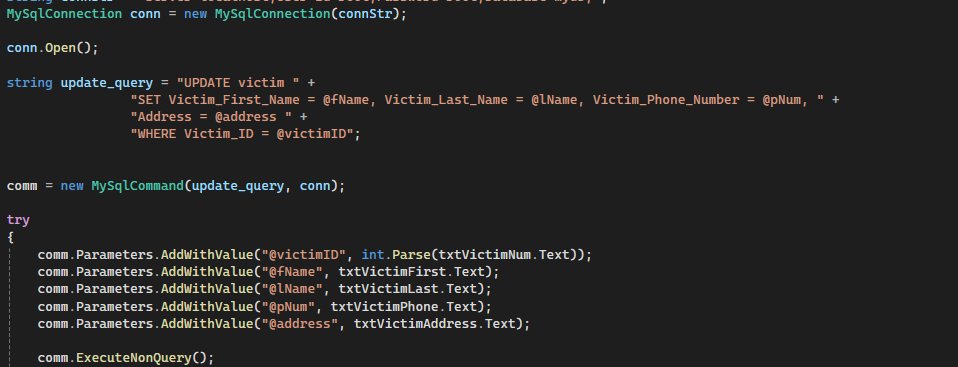 MySqlConnection conn = new MySqlConnection(connStr);
conn.Open();
string update_query = "UPDATE victim " +
"SET Victim_First_Name = @fName, Victim_Last_Name = @lName, Victim_Phone_Number = @pNum, " +
"Address = @address " +
"WHERE Victim_ID = @victimID";
comm = new MySqlCommand(update_query, conn);
try
{
comm.Parameters.AddWithValue("@victimID", int.Parse(txtVictimNum.Text));
comm.Parameters.AddWithValue("@fName", txtVictimFirst.Text);
comm.Parameters.AddWithValue("@lName", txtVictimLast.Text);
comm.Parameters.AddWithValue("@pNum", txtVictimPhone.Text);
comm.Parameters.AddWithValue("@address", txtVictimAddress.Text);
comm.ExecuteNonQuery();